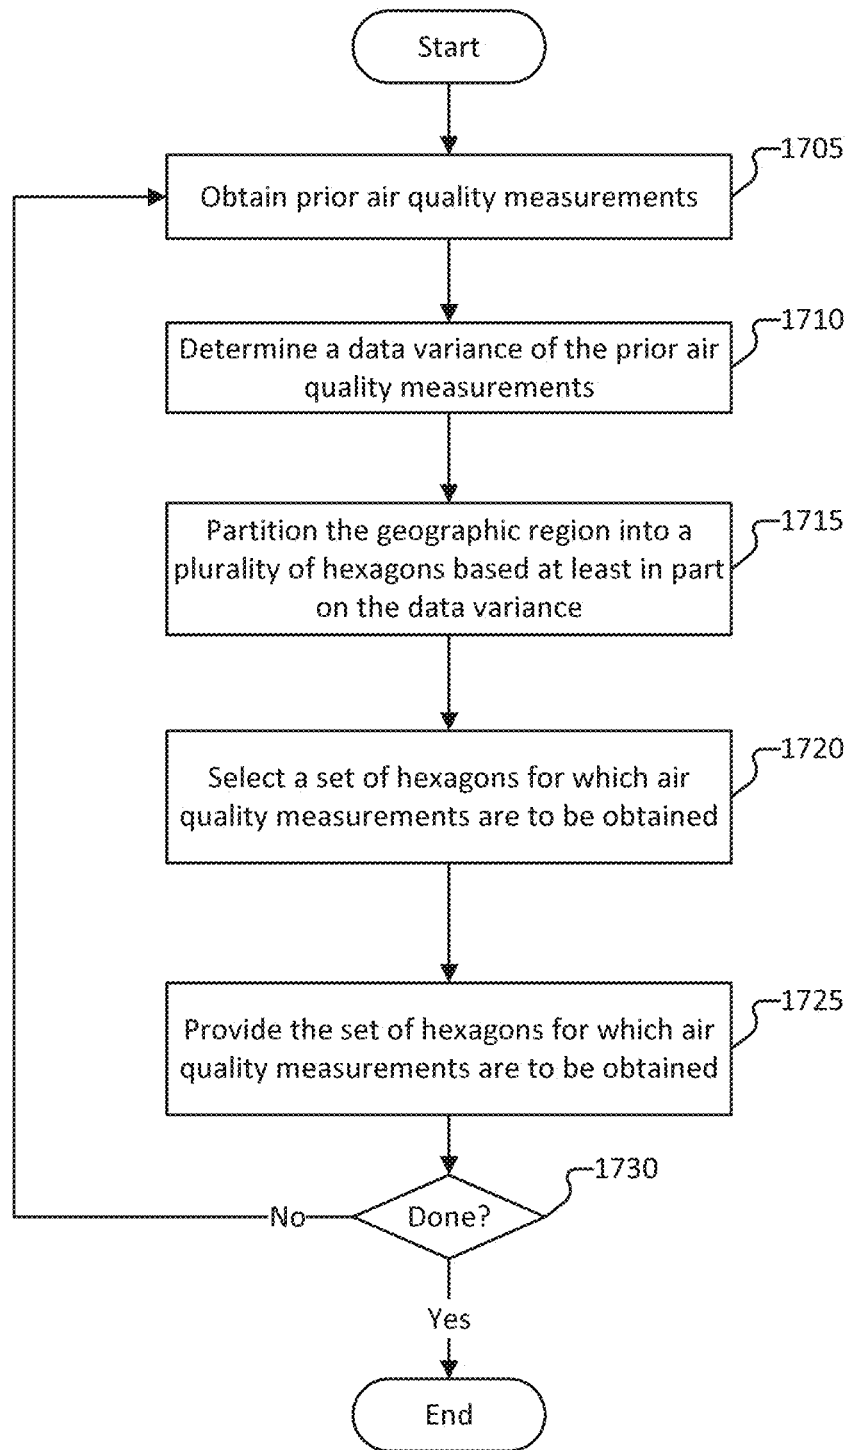 Start
1705
Obtain prior air quality measurements
1710
Determine a data variance of the prior air
quality measurements
1715
Partition the geographic region into a
plurality of hexagons based at least in part
on the data variance
1720
Select a set of hexagons for which air
quality measurements are to be obtained
1725
Provide the set of hexagons for which air
quality measurements are to be obtained
1730
No
Done?
Yes
End